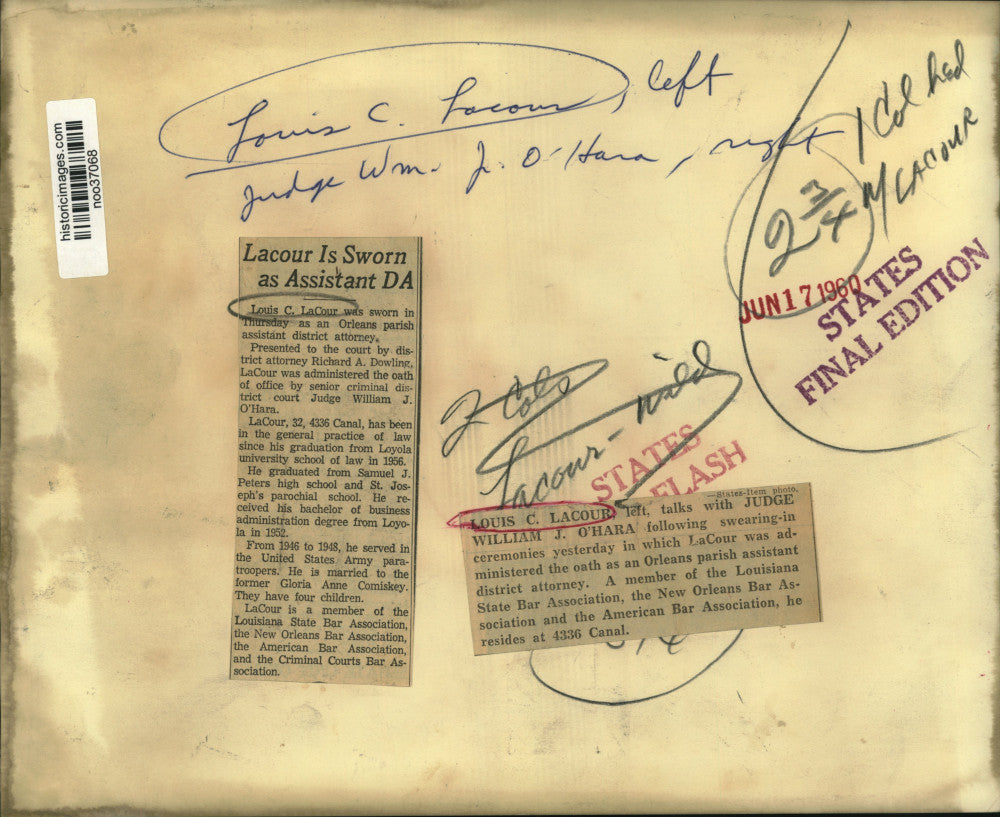 Louis C. Lacour, left
Judge Wm. J. O'Hara, right
1 Col hed
M LACOUR
2 3/4
historicimages.com
noo37068
JUN 17 1960
STATES
FINAL EDITION
Lacour Is Sworn
as Assistant DA
Louis C. LaCour was sworn in
Thursday as an Orleans parish
assistant district attorney.
Presented to the court by dis-
trict attorney Richard A. Dowling,
LaCour was administered the oath
of office by senior criminal dis-
trict court Judge William J.
O'Hara.
LaCour, 32, 4336 Canal, has been
in the general practice of law
since his graduation from Loyola
university school of law in 1956.
He graduated from Samuel J.
Peters high school and St. Jos-
eph's parochial school. He re-
ceived his bachelor of business
administration degree from Loyo-
la in 1952.
From 1946 to 1948, he served in
the United States Army para-
troopers. He is married to the
former Gloria Anne Comiskey.
They have four children.
LaCour is a member of the
Louisiana State Bar Association,
the New Orleans Bar Association,
the American Bar Association,
and the Criminal Courts Bar As-
sociation.
2 Cols
Lacour-
STATES
FLASH
—States-Item photo.
LOUIS C. LACOUR, left, talks with JUDGE
WILLIAM J. O'HARA following swearing-in
ceremonies yesterday in which LaCour was ad-
ministered the oath as an Orleans parish assistant
district attorney. A member of the Louisiana
State Bar Association, the New Orleans Bar As-
sociation and the American Bar Association, he
resides at 4336 Canal.